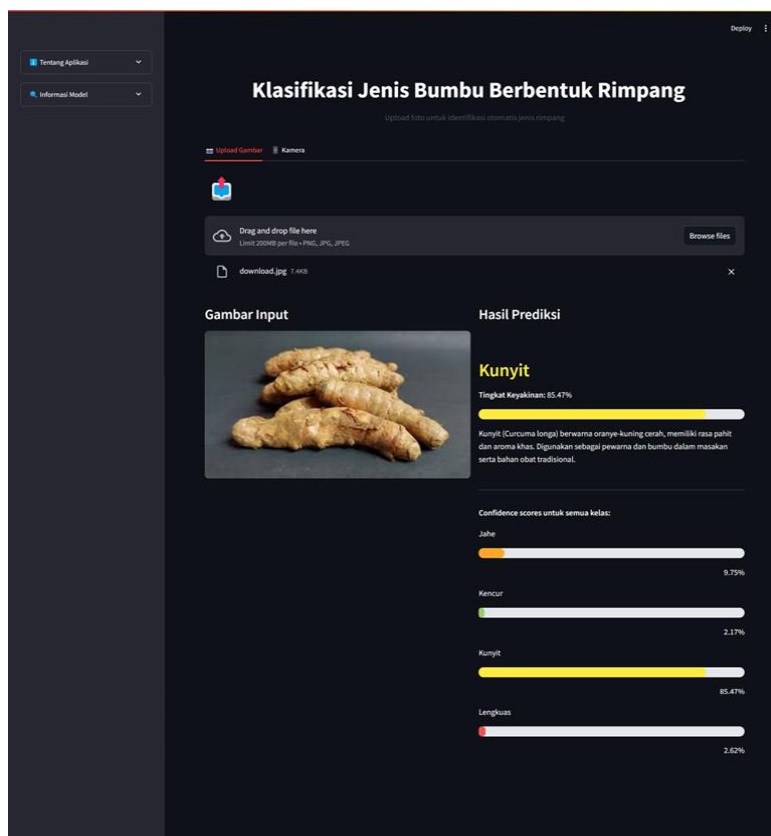 Deploy
Tentang Aplikasi
Informasi Model
Klasifikasi Jenis Bumbu Berbentuk Rimpang
Upload foto untuk identifikasi otomatis jenis rimpang
Upload Gambar
Kamera
Drag and drop file here
Limit 200MB per file • PNG, JPG, JPEG
Browse files
download.jpg 7.4KB
Gambar Input
Hasil Prediksi
Kunyit
Tingkat Keyakinan: 85.47%
Kunyit (Curcuma longa) berwarna oranye-kuning cerah, memiliki rasa pahit
dan aroma khas. Digunakan sebagai pewarna dan bumbu dalam masakan
serta bahan obat tradisional.
Confidence scores untuk semua kelas:
Jahe
9.75%
Kencur
2.17%
Kunyit
85.47%
Lengkuas
2.62%